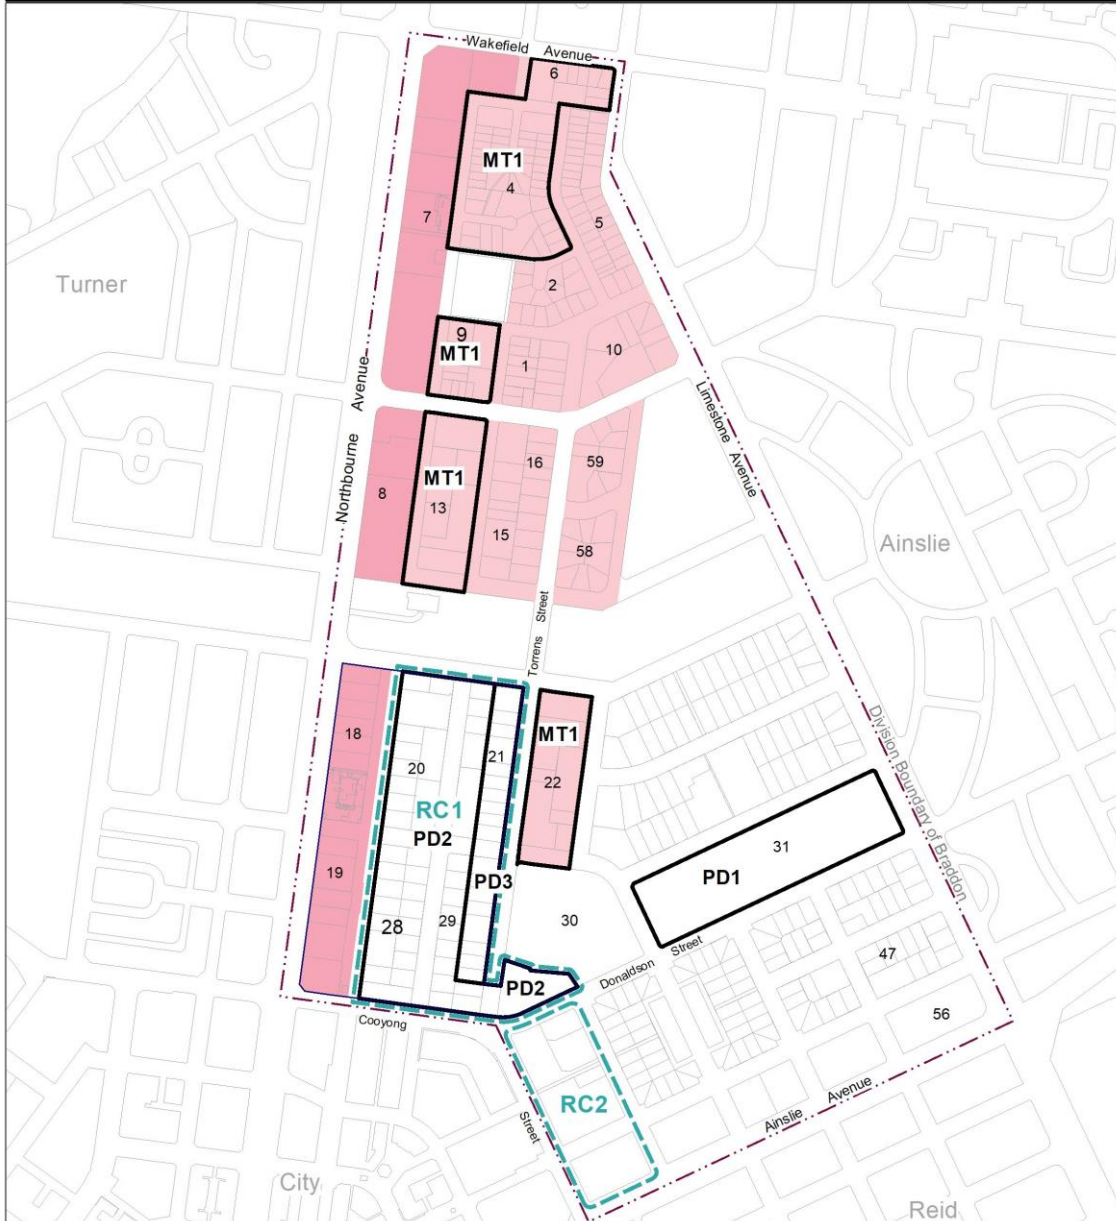 Wakefield Avenue
6
MT1
4
7
5
Turner
2
9
MT1
1
10
Northbourne Avenue
Limestone Avenue
MT1
16
59
8
13
15
58
Ainslie
Torrens Street
18
MT1
21
20
22
RC1
PD2
Division Boundary of Braddon
31
PD1
19
PD3
28
29
30
47
Donaldson Street
PD2
56
Cooyong Street
RC2
Ainslie Avenue
City
Reid